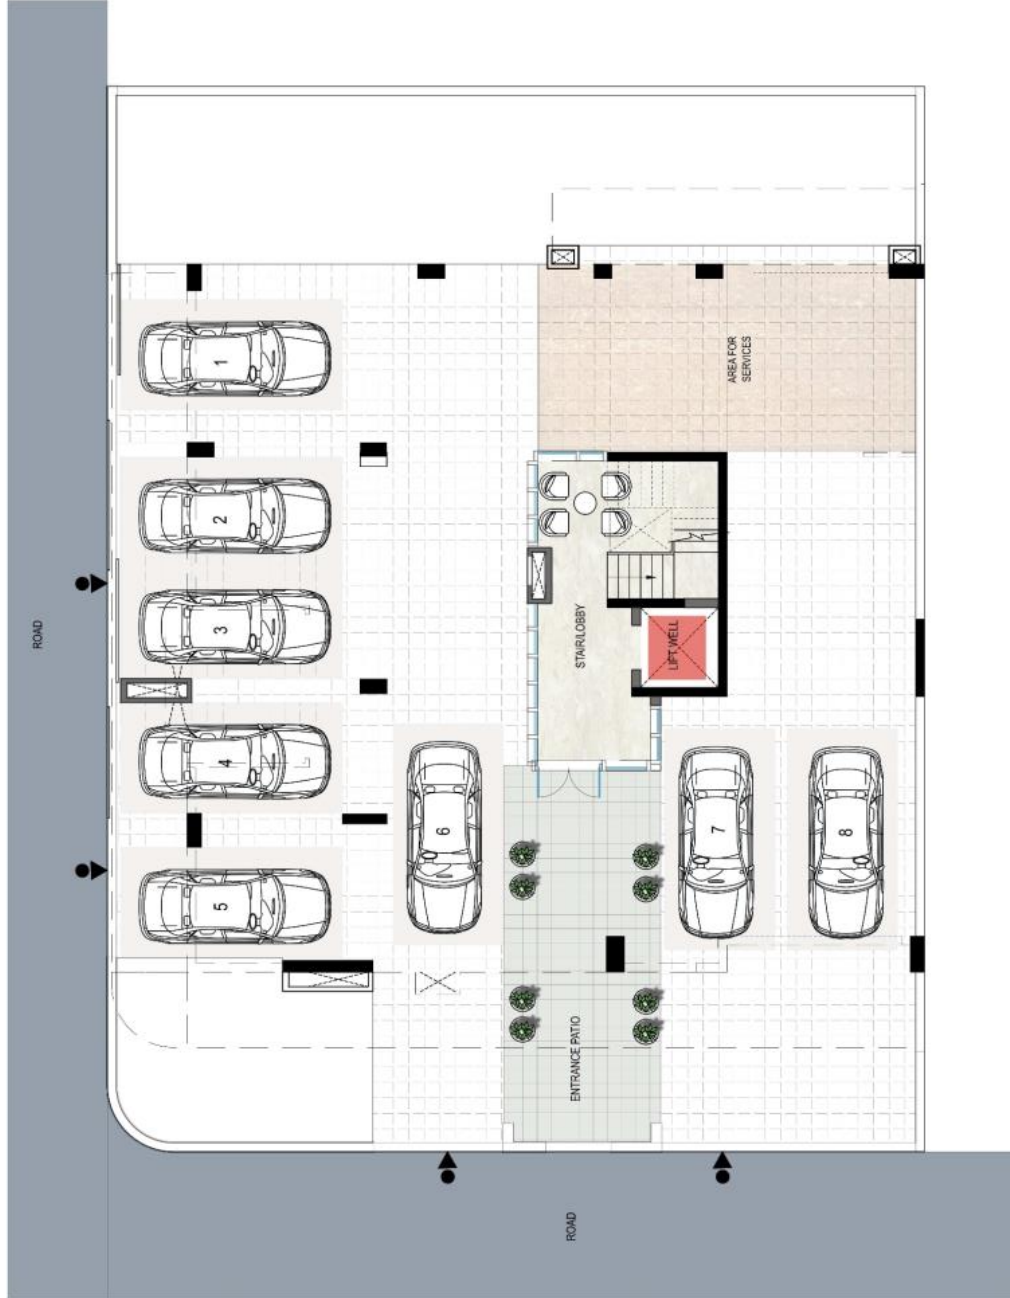 1
AREA FOR
SERVICES
2
3
ROAD
STAIR/LOBBY
LIFT WELL
4
6
7
8
5
ENTRANCE PATIO
ROAD